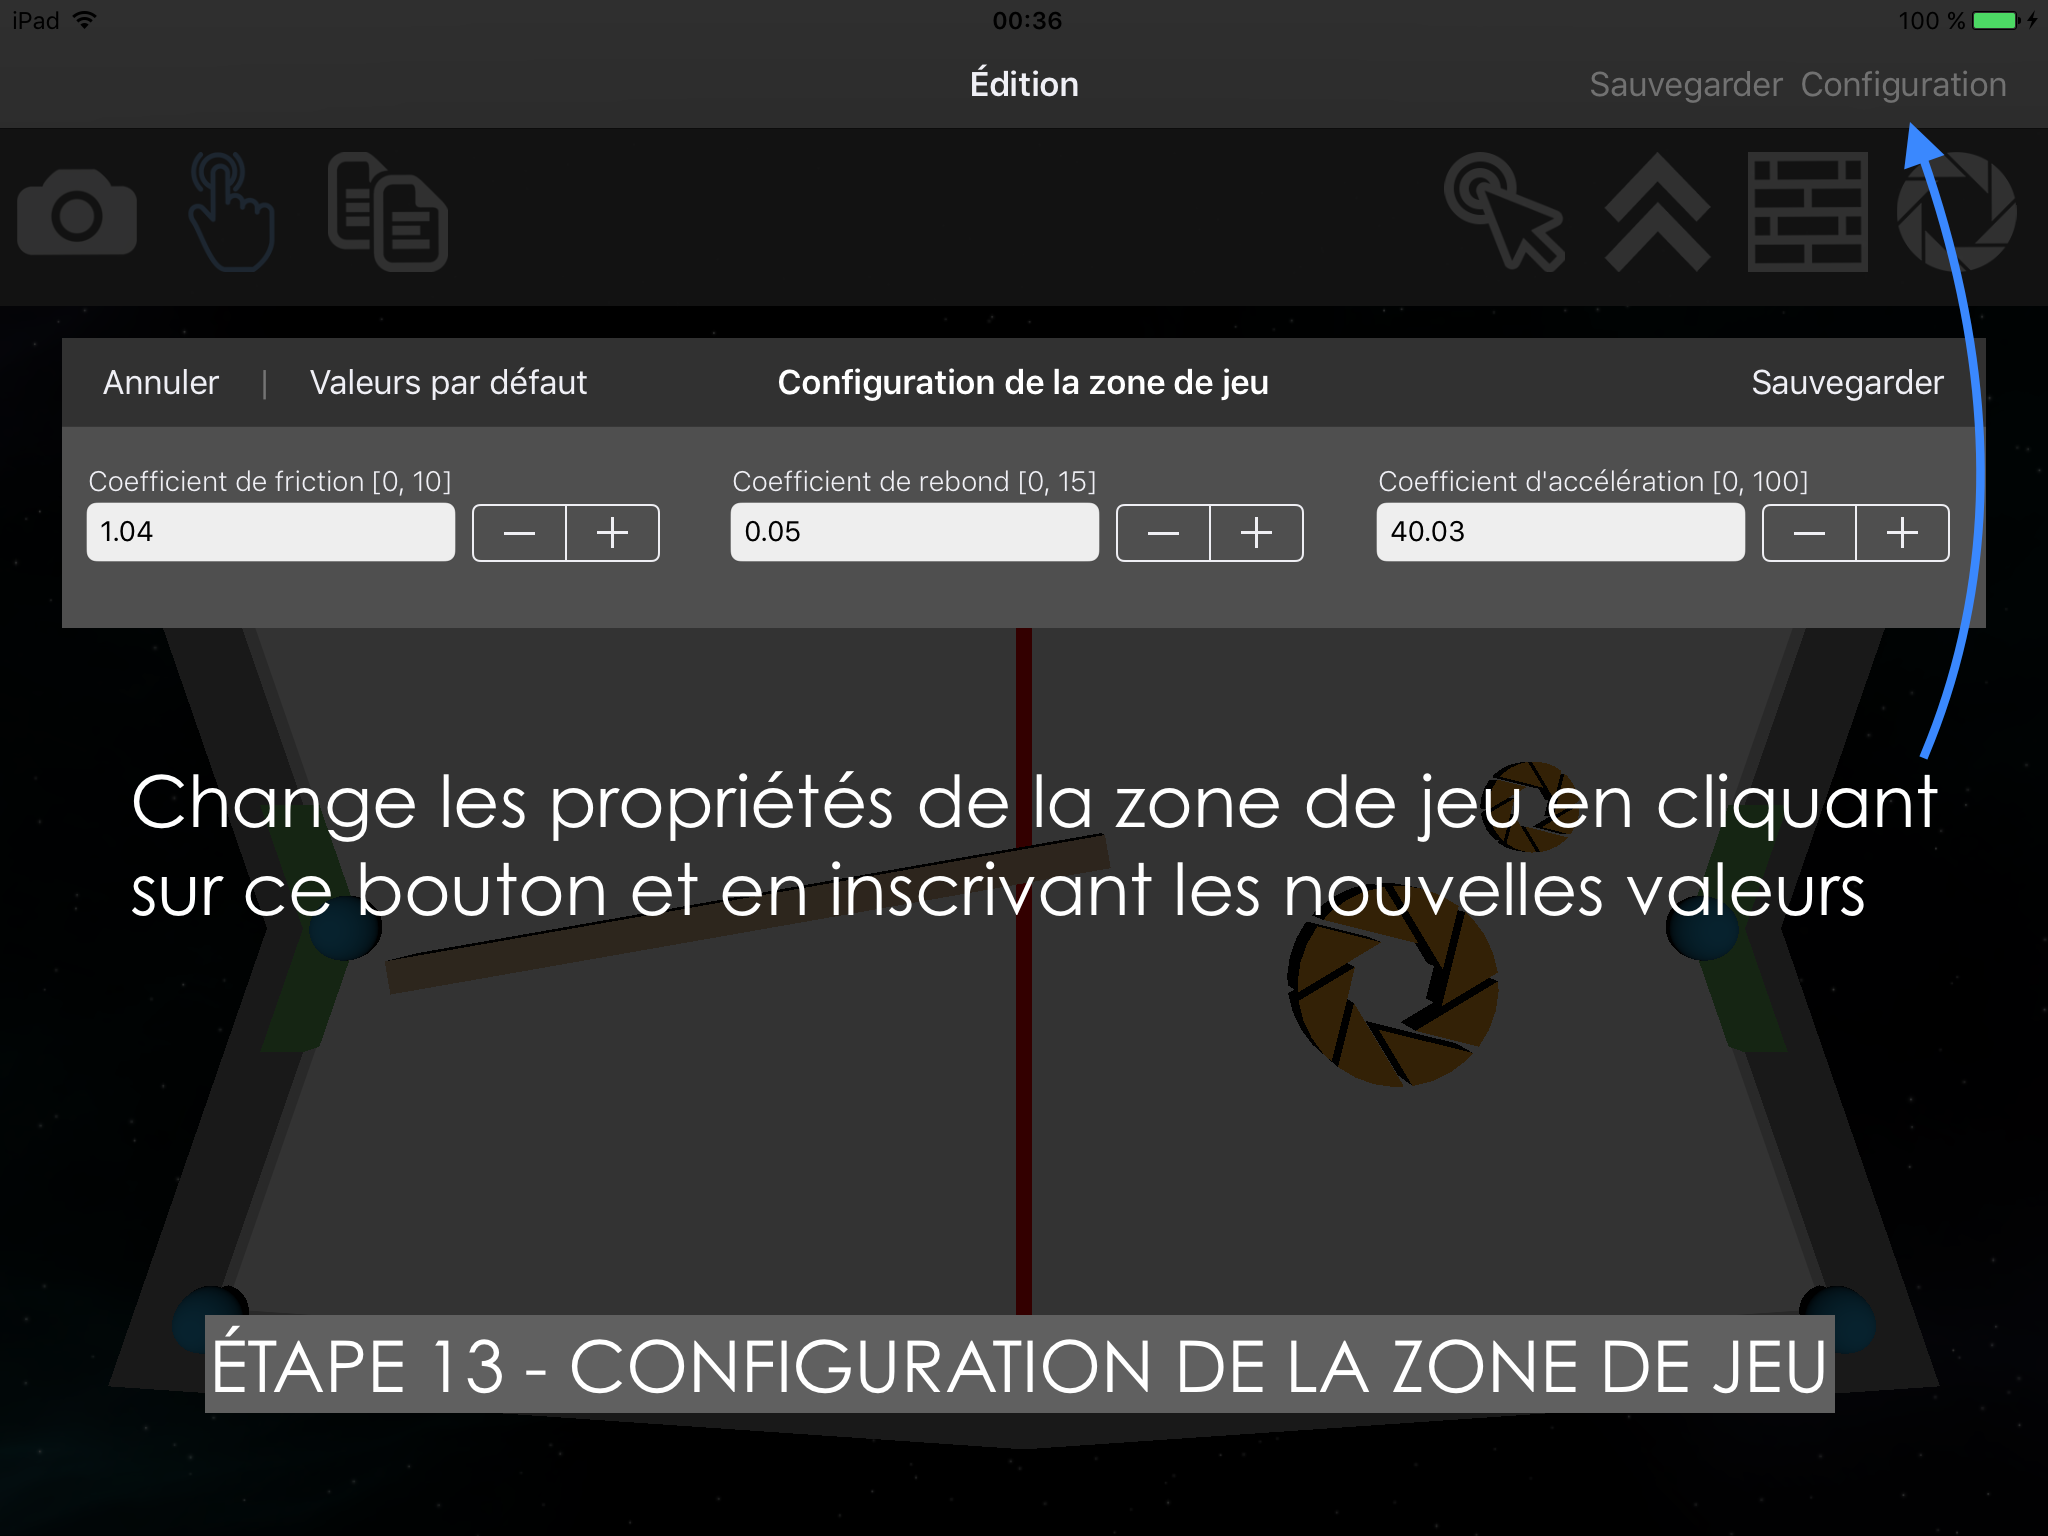 iPad 00:36 100 %
Édition Sauvegarder Configuration
Annuler | Valeurs par défaut Configuration de la zone de jeu Sauvegarder
Coefficient de friction [0, 10] Coefficient de rebond [0, 15] Coefficient d'accélération [0, 100]
1.04 — + 0.05 — + 40.03 — +
Change les propriétés de la zone de jeu en cliquant
sur ce bouton et en inscrivant les nouvelles valeurs
ÉTAPE 13 - CONFIGURATION DE LA ZONE DE JEU